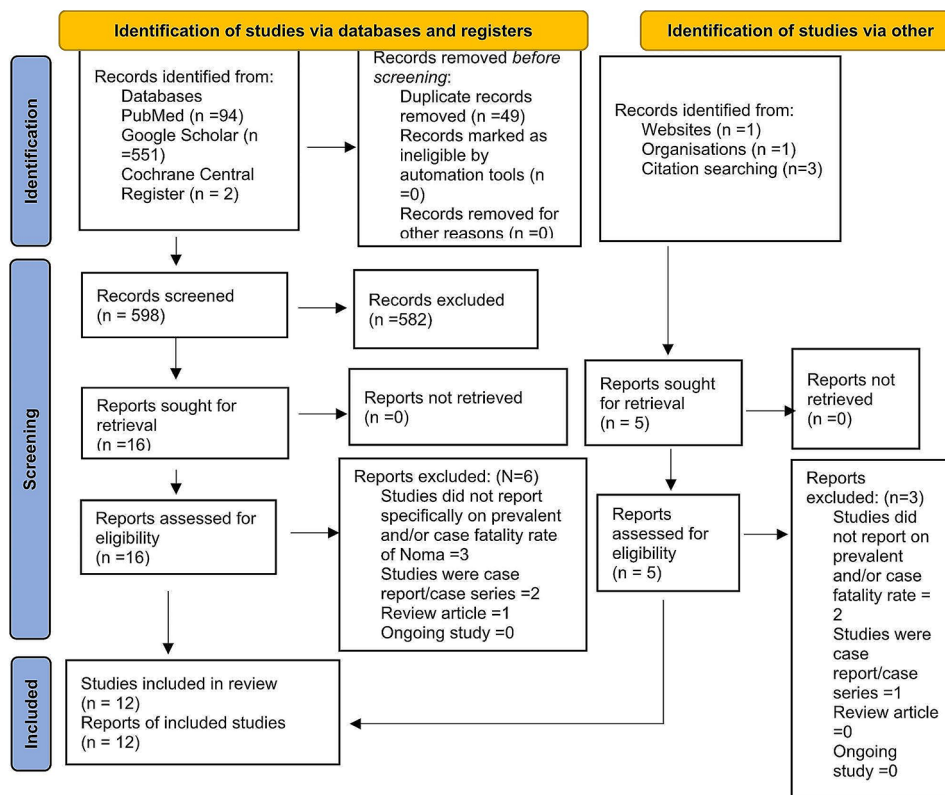 Identification of studies via databases and registers
Identification of studies via other
Identification
Records identified from:
Databases
PubMed (n =94)
Google Scholar (n
=551)
Cochrane Central
Register (n = 2)
Records removed before
screening:
Duplicate records
removed (n =49)
Records marked as
ineligible by
automation tools (n
=0)
Records removed for
other reasons (n =0)
Records identified from:
Websites (n =1)
Organisations (n =1)
Citation searching (n=3)
Screening
Records screened
(n = 598)
Records excluded
(n =582)
Reports sought for
retrieval
(n =16)
Reports not retrieved
(n =0)
Reports sought for
retrieval)
(n = 5)
Reports not
retrieved
(n =0)
Reports assessed for
eligibility
(n =16)
Reports excluded: (N=6)
Studies did not report
specifically on prevalent
and/or case fatality rate
of Noma =3
Studies were case
report/case series =2
Review article =1
Ongoing study =0
Reports
assessed for
eligibility
(n = 5)
Reports
excluded: (n=3)
Studies did
not report on
prevalent
and/or case
fatality rate =
2
Studies were
case
report/case
series =1
Review article
=0
Ongoing
study =0
Included
Studies included in review
(n = 12)
Reports of included studies
(n = 12)